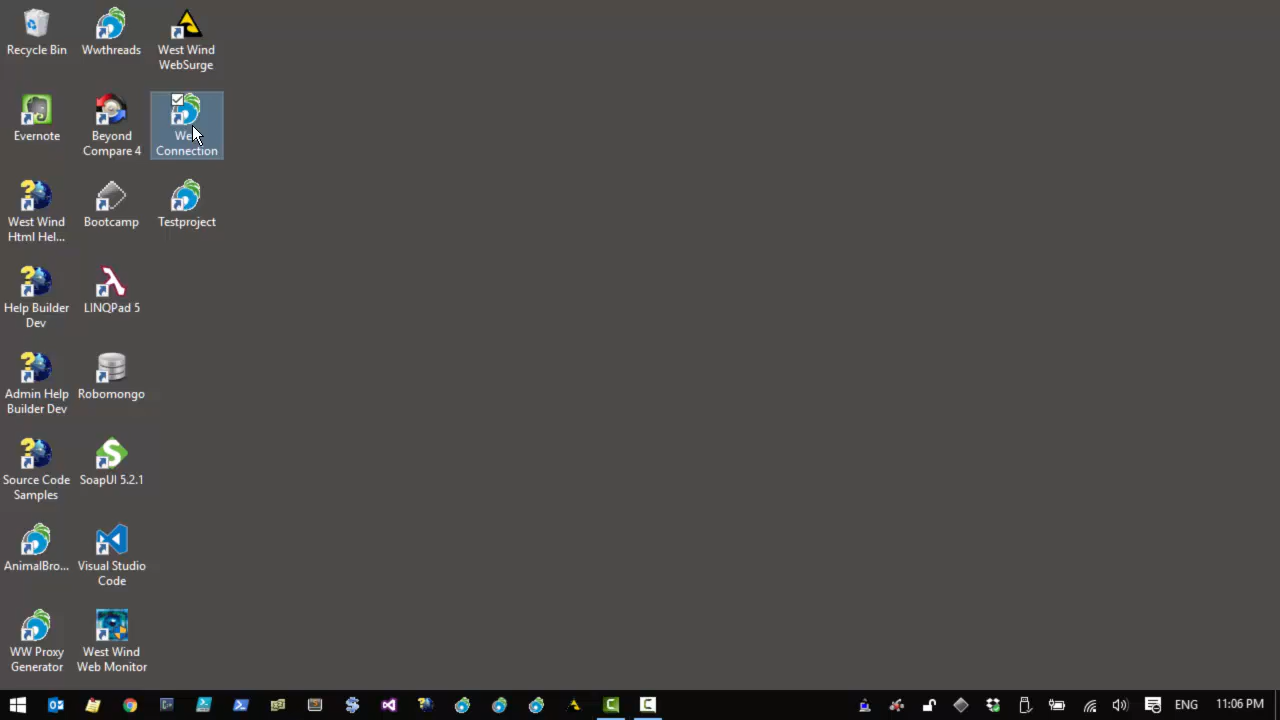 Recycle Bin
Wwthreads
West Wind
WebSurge
Evernote
Beyond
Compare 4
Connection
West Wind
Html Hel...
Bootcamp
Testproject
Help Builder
Dev
LINQPad 5
Admin Help
Builder Dev
Robomongo
Source Code
Samples
SoapUI 5.2.1
AnimalBro...
Visual Studio
Code
WW Proxy
Generator
West Wind
Web Monitor
ENG
11:06 PM